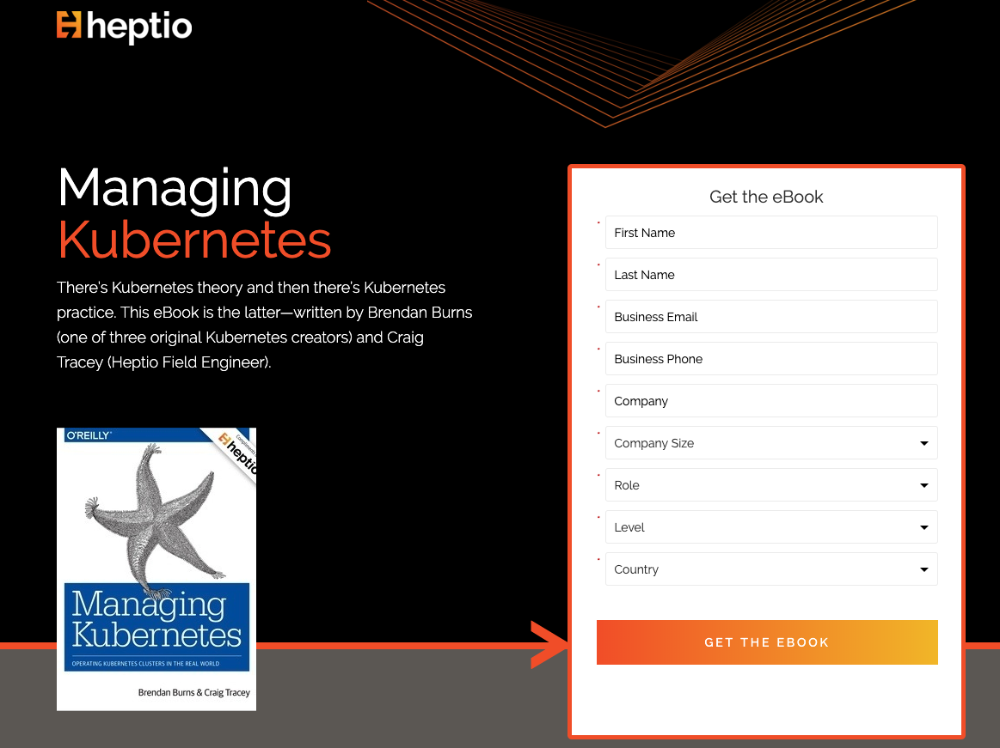 heptio
Managing
Kubernetes
There's Kubernetes theory and then there's Kubernetes
practice. This eBook is the latter—written by Brendan Burns
(one of three original Kubernetes creators) and Craig
Tracey (Heptio Field Engineer).
O'REILLY®
Compliments
heptio
Managing
Kubernetes
OPERATING KUBERNETES CLUSTERS IN THE REAL WORLD
Brendan Burns & Craig Tracey
Get the eBook
* First Name
* Last Name
* Business Email
* Business Phone
* Company
* Company Size
* Role
* Level
* Country
GET THE EBOOK